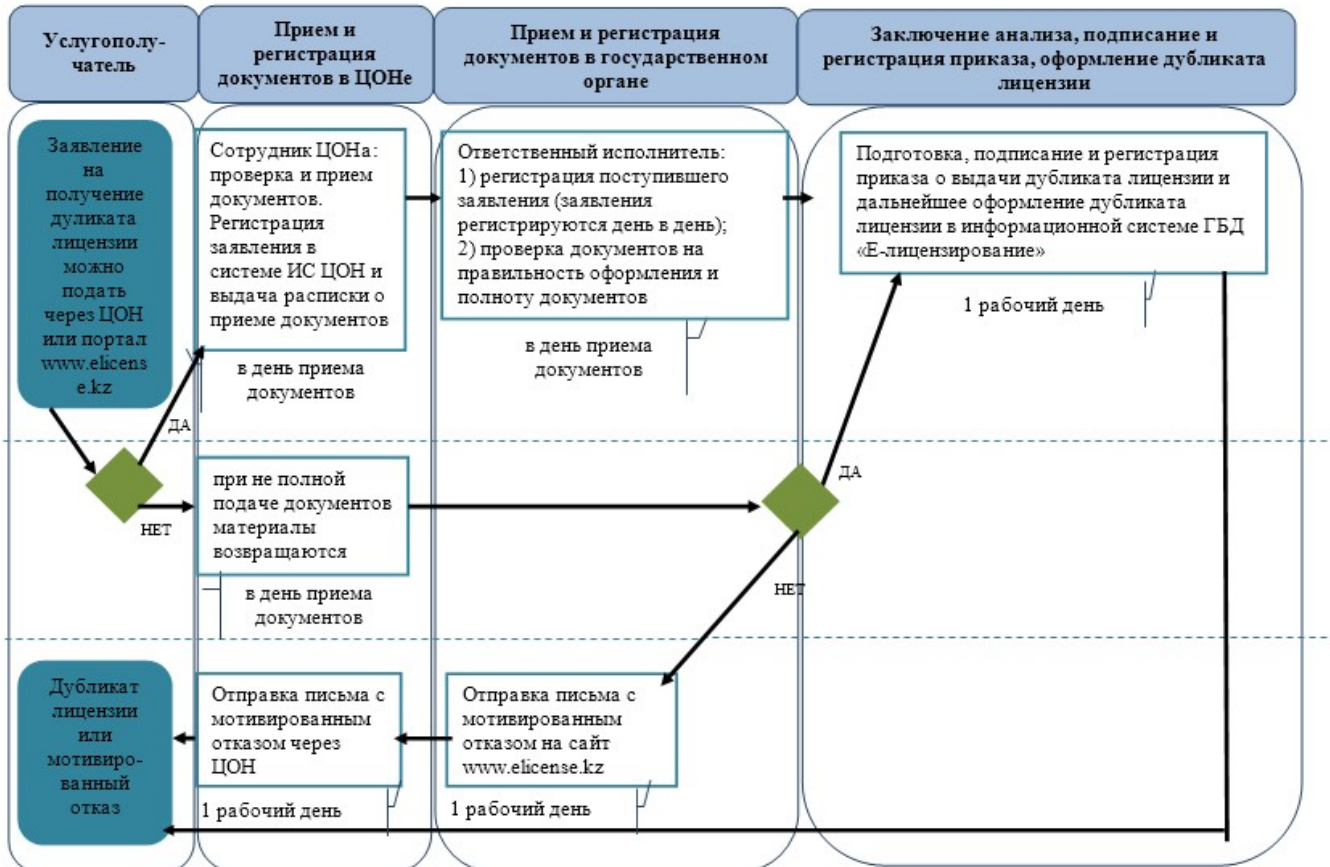 Услугополу-
чатель
Прием и
регистрация
документов в ЦОНе
Прием и регистрация
документов в государственном
органе
Заключение анализа, подписание и
регистрация приказа, оформление дубликата
лицензии
Заявление
на
получение
дуликата
лицензии
можно
подать
через ЦОН
или портал
www.elicens
e.kz
Сотрудник ЦОНа:
проверка и прием
документов.
Регистрация
заявления в
системе ИС ЦОН и
выдача расписки о
приеме документов
Ответственный исполнитель:
1) регистрация поступившего
заявления (заявления
регистрируются день в день);
2) проверка документов на
правильность оформления и
полноту документов
Подготовка, подписание и регистрация
приказа о выдачи дубликата лицензии и
дальнейшее оформление дубликата
лицензии в информационной системе ГБД
«Е-лицензирование»
1 рабочий день
в день приема
документов
в день приема
документов
ДА
НЕТ
при не полной
подаче документов
материалы
возвращаются
в день приема
документов
ДА
НЕТ
Дубликат
лицензии
или
мотивиро-
ванный
отказ
Отправка письма с
мотивированным
отказом через
ЦОН
Отправка письма с
мотивированным
отказом на сайт
www.elicense.kz
1 рабочий день
1 рабочий день